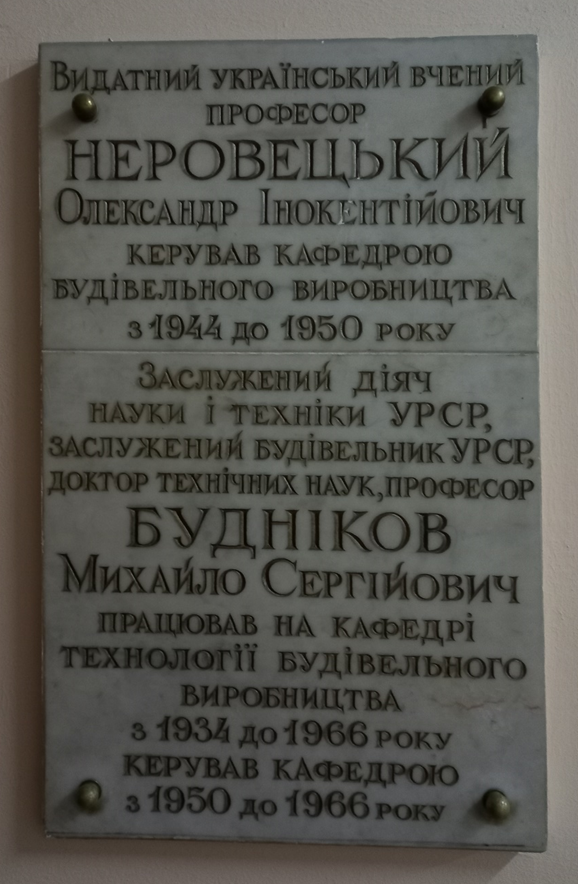 Видатний український вчений
професор
НЕРОВЕЦЬКИЙ
Олександр Інокентійович
керував кафедрою
будівельного виробництва
з 1944 до 1950 року
Заслужений діяч
науки і техніки УРСР,
заслужений будівельник УРСР,
доктор технічних наук, професор
БУДНІКОВ
Михайло Сергійович
працював на кафедрі
технології будівельного
виробництва
з 1934 до 1966 року
керував кафедрою
з 1950 до 1966 року